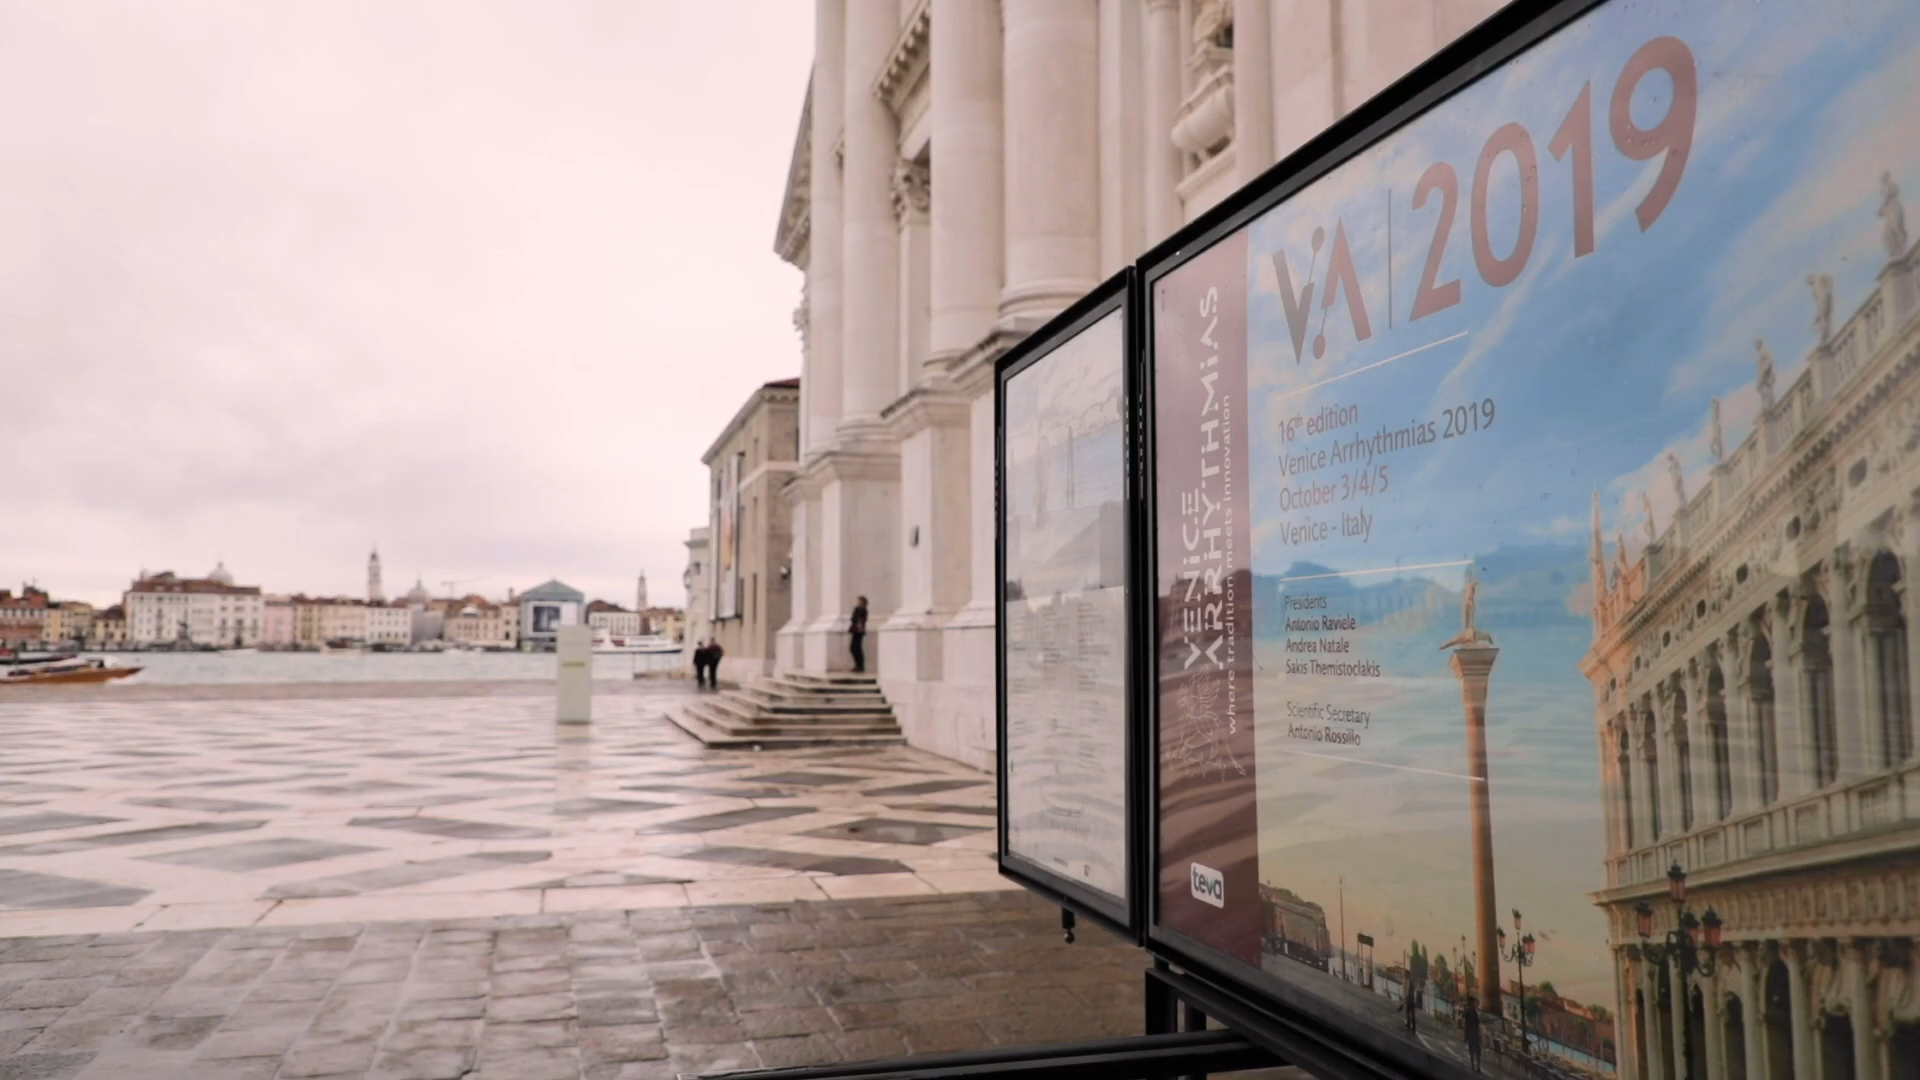 VENiCE
ARRHYTHMiAS
where tradition meets innovation
teva
ViA | 2019
16th edition
Venice Arrhythmias 2019
October 3/4/5
Venice - Italy
Presidents
Antonio Raviele
Andrea Natale
Sakis Themistoclakis
Scientific Secretary
Antonio Rossillo